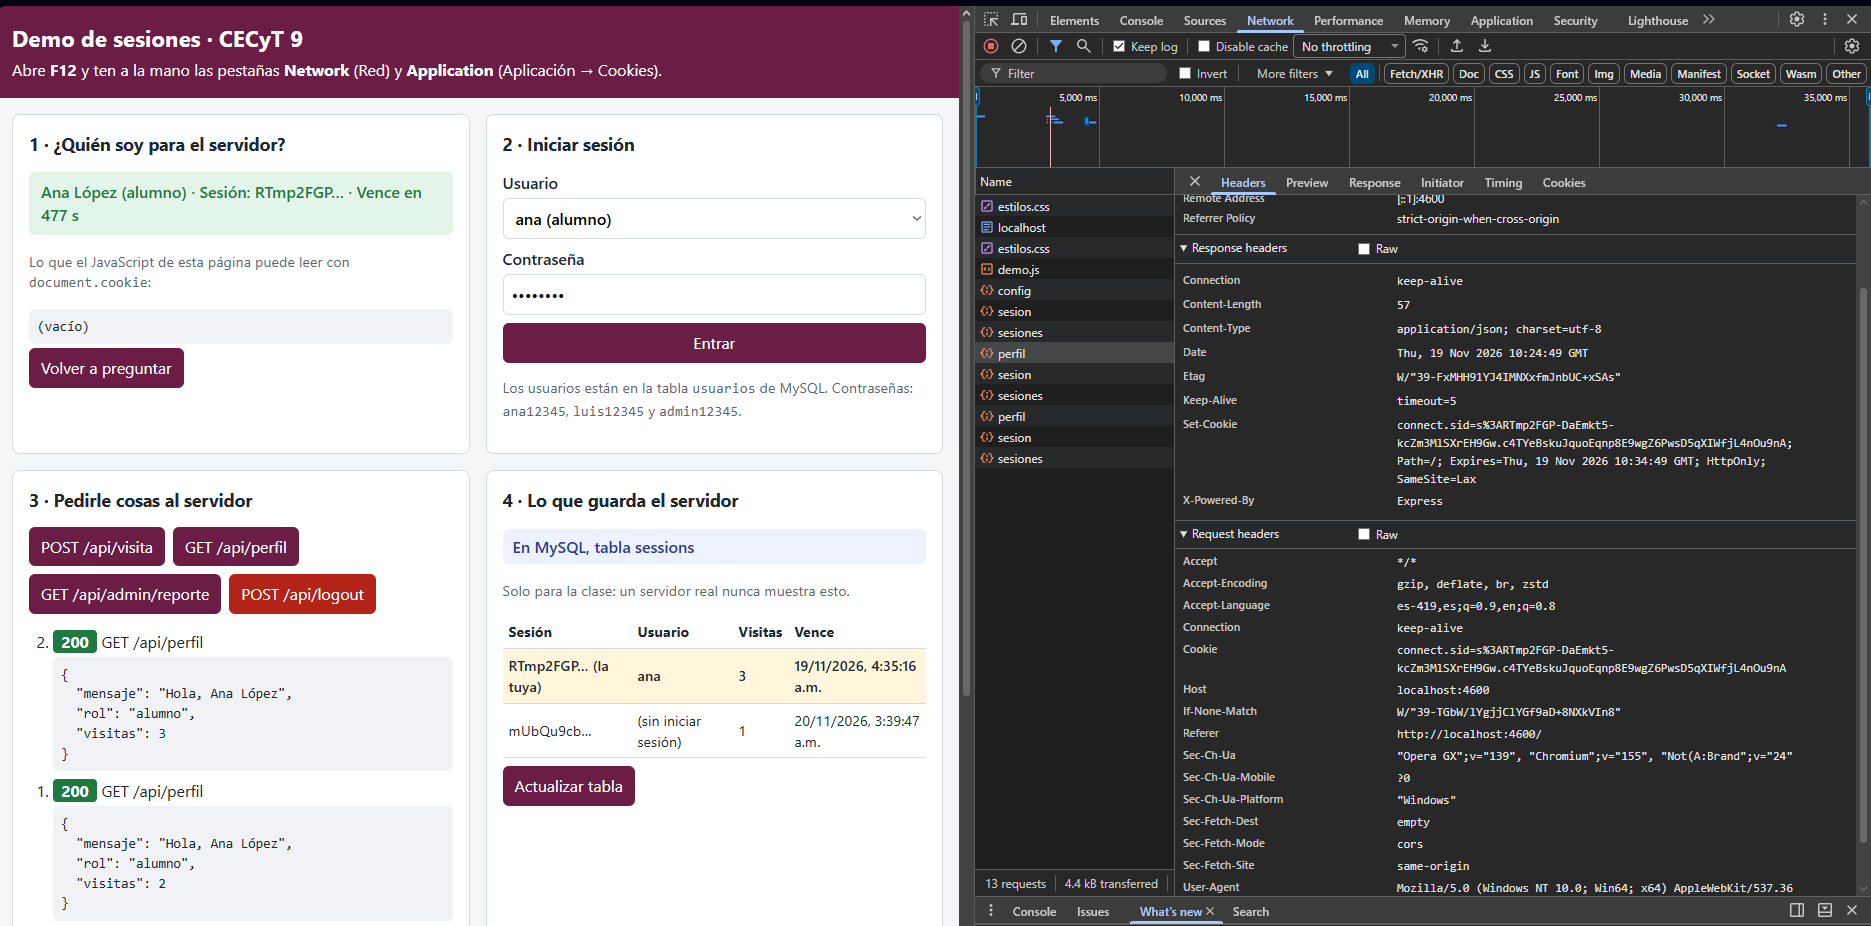 Demo de sesiones · CECyT 9
Abre F12 y ten a la mano las pestañas Network (Red) y Application (Aplicación → Cookies).
1 · ¿Quién soy para el servidor?
Ana López (alumno) · Sesión: RTmp2FGP... · Vence en
477 s
Lo que el JavaScript de esta página puede leer con
document.cookie:
(vacío)
Volver a preguntar
2 · Iniciar sesión
Usuario
ana (alumno)
Contraseña
••••••••
Entrar
Los usuarios están en la tabla usuarios de MySQL. Contraseñas:
ana12345, luis12345 y admin12345.
3 · Pedirle cosas al servidor
POST /api/visita
GET /api/perfil
GET /api/admin/reporte
POST /api/logout
2. 200 GET /api/perfil
{
"mensaje": "Hola, Ana López",
"rol": "alumno",
"visitas": 3
}
1. 200 GET /api/perfil
{
"mensaje": "Hola, Ana López",
"rol": "alumno",
"visitas": 2
}
4 · Lo que guarda el servidor
En MySQL, tabla sessions
Solo para la clase: un servidor real nunca muestra esto.
Sesión Usuario Visitas Vence
RTmp2FGP... (la tuya) ana 3 19/11/2026, 4:35:16 a.m.
mUbQu9cb... (sin iniciar sesión) 1 20/11/2026, 3:39:47 a.m.
Actualizar tabla
Elements Console Sources Network Performance Memory Application Security Lighthouse
Keep log Disable cache No throttling
Filter Invert More filters All Fetch/XHR Doc CSS JS Font Img Media Manifest Socket Wasm Other
5,000 ms 10,000 ms 15,000 ms 20,000 ms 25,000 ms 30,000 ms 35,000 ms
Name
estilos.css
localhost
estilos.css
demo.js
config
sesion
sesiones
perfil
sesion
sesiones
perfil
sesion
sesiones
Headers Preview Response Initiator Timing Cookies
Remote Address [::1]:4600
Referrer Policy strict-origin-when-cross-origin
Response headers Raw
Connection keep-alive
Content-Length 57
Content-Type application/json; charset=utf-8
Date Thu, 19 Nov 2026 10:24:49 GMT
Etag W/"39-FxMHH91YJ4IMNXxfmJnbUC+xSAs"
Keep-Alive timeout=5
Set-Cookie connect.sid=s%3ARTmp2FGP-DaEmkt5-
kcZm3MlSXrEH9Gw.c4TYeBskuJquoEqnp8E9wgZ6PwsD5qXIWfjL4nOu9nA;
Path=/; Expires=Thu, 19 Nov 2026 10:34:49 GMT; HttpOnly;
SameSite=Lax
X-Powered-By Express
Request headers Raw
Accept */*
Accept-Encoding gzip, deflate, br, zstd
Accept-Language es-419,es;q=0.9,en;q=0.8
Connection keep-alive
Cookie connect.sid=s%3ARTmp2FGP-DaEmkt5-
kcZm3MlSXrEH9Gw.c4TYeBskuJquoEqnp8E9wgZ6PwsD5qXIWfjL4nOu9nA
Host localhost:4600
If-None-Match W/"39-TGbW/lYgjjClYGf9aD+8NXkVIn8"
Referer http://localhost:4600/
Sec-Ch-Ua "Opera GX";v="139", "Chromium";v="155", "Not(A:Brand";v="24"
Sec-Ch-Ua-Mobile ?0
Sec-Ch-Ua-Platform "Windows"
Sec-Fetch-Dest empty
Sec-Fetch-Mode cors
Sec-Fetch-Site same-origin
User-Agent Mozilla/5.0 (Windows NT 10.0; Win64; x64) AppleWebKit/537.36
13 requests 4.4 kB transferred
Console Issues What's new Search